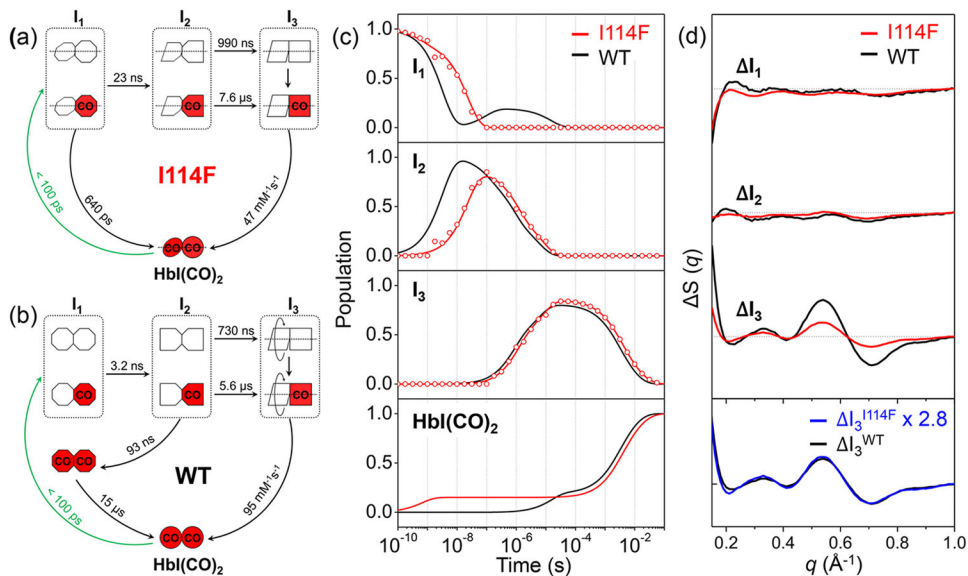 (a)
I₁
I₂
I₃
990 ns
23 ns
CO
CO
7.6 µs
CO
I114F
< 100 ps
640 ps
47 mM⁻¹s⁻¹
CO CO
HbI(CO)₂
(b)
I₁
I₂
I₃
730 ns
3.2 ns
CO
CO
5.6 µs
CO
93 ns
CO CO
WT
< 100 ps
15 µs
95 mM⁻¹s⁻¹
CO CO
HbI(CO)₂
(c)
I114F
WT
I₁
1.0
0.5
0.0
I₂
1.0
0.5
0.0
I₃
1.0
0.5
0.0
HbI(CO)₂
1.0
0.5
0.0
Population
10⁻¹⁰ 10⁻⁸ 10⁻⁶ 10⁻⁴ 10⁻²
Time (s)
(d)
I114F
WT
ΔI₁
ΔI₂
ΔI₃
ΔI₃ᴵ¹¹⁴ᶠ x 2.8
ΔI₃ᵂᵀ
ΔS (q)
0.2 0.4 0.6 0.8 1.0
q (Å⁻¹)